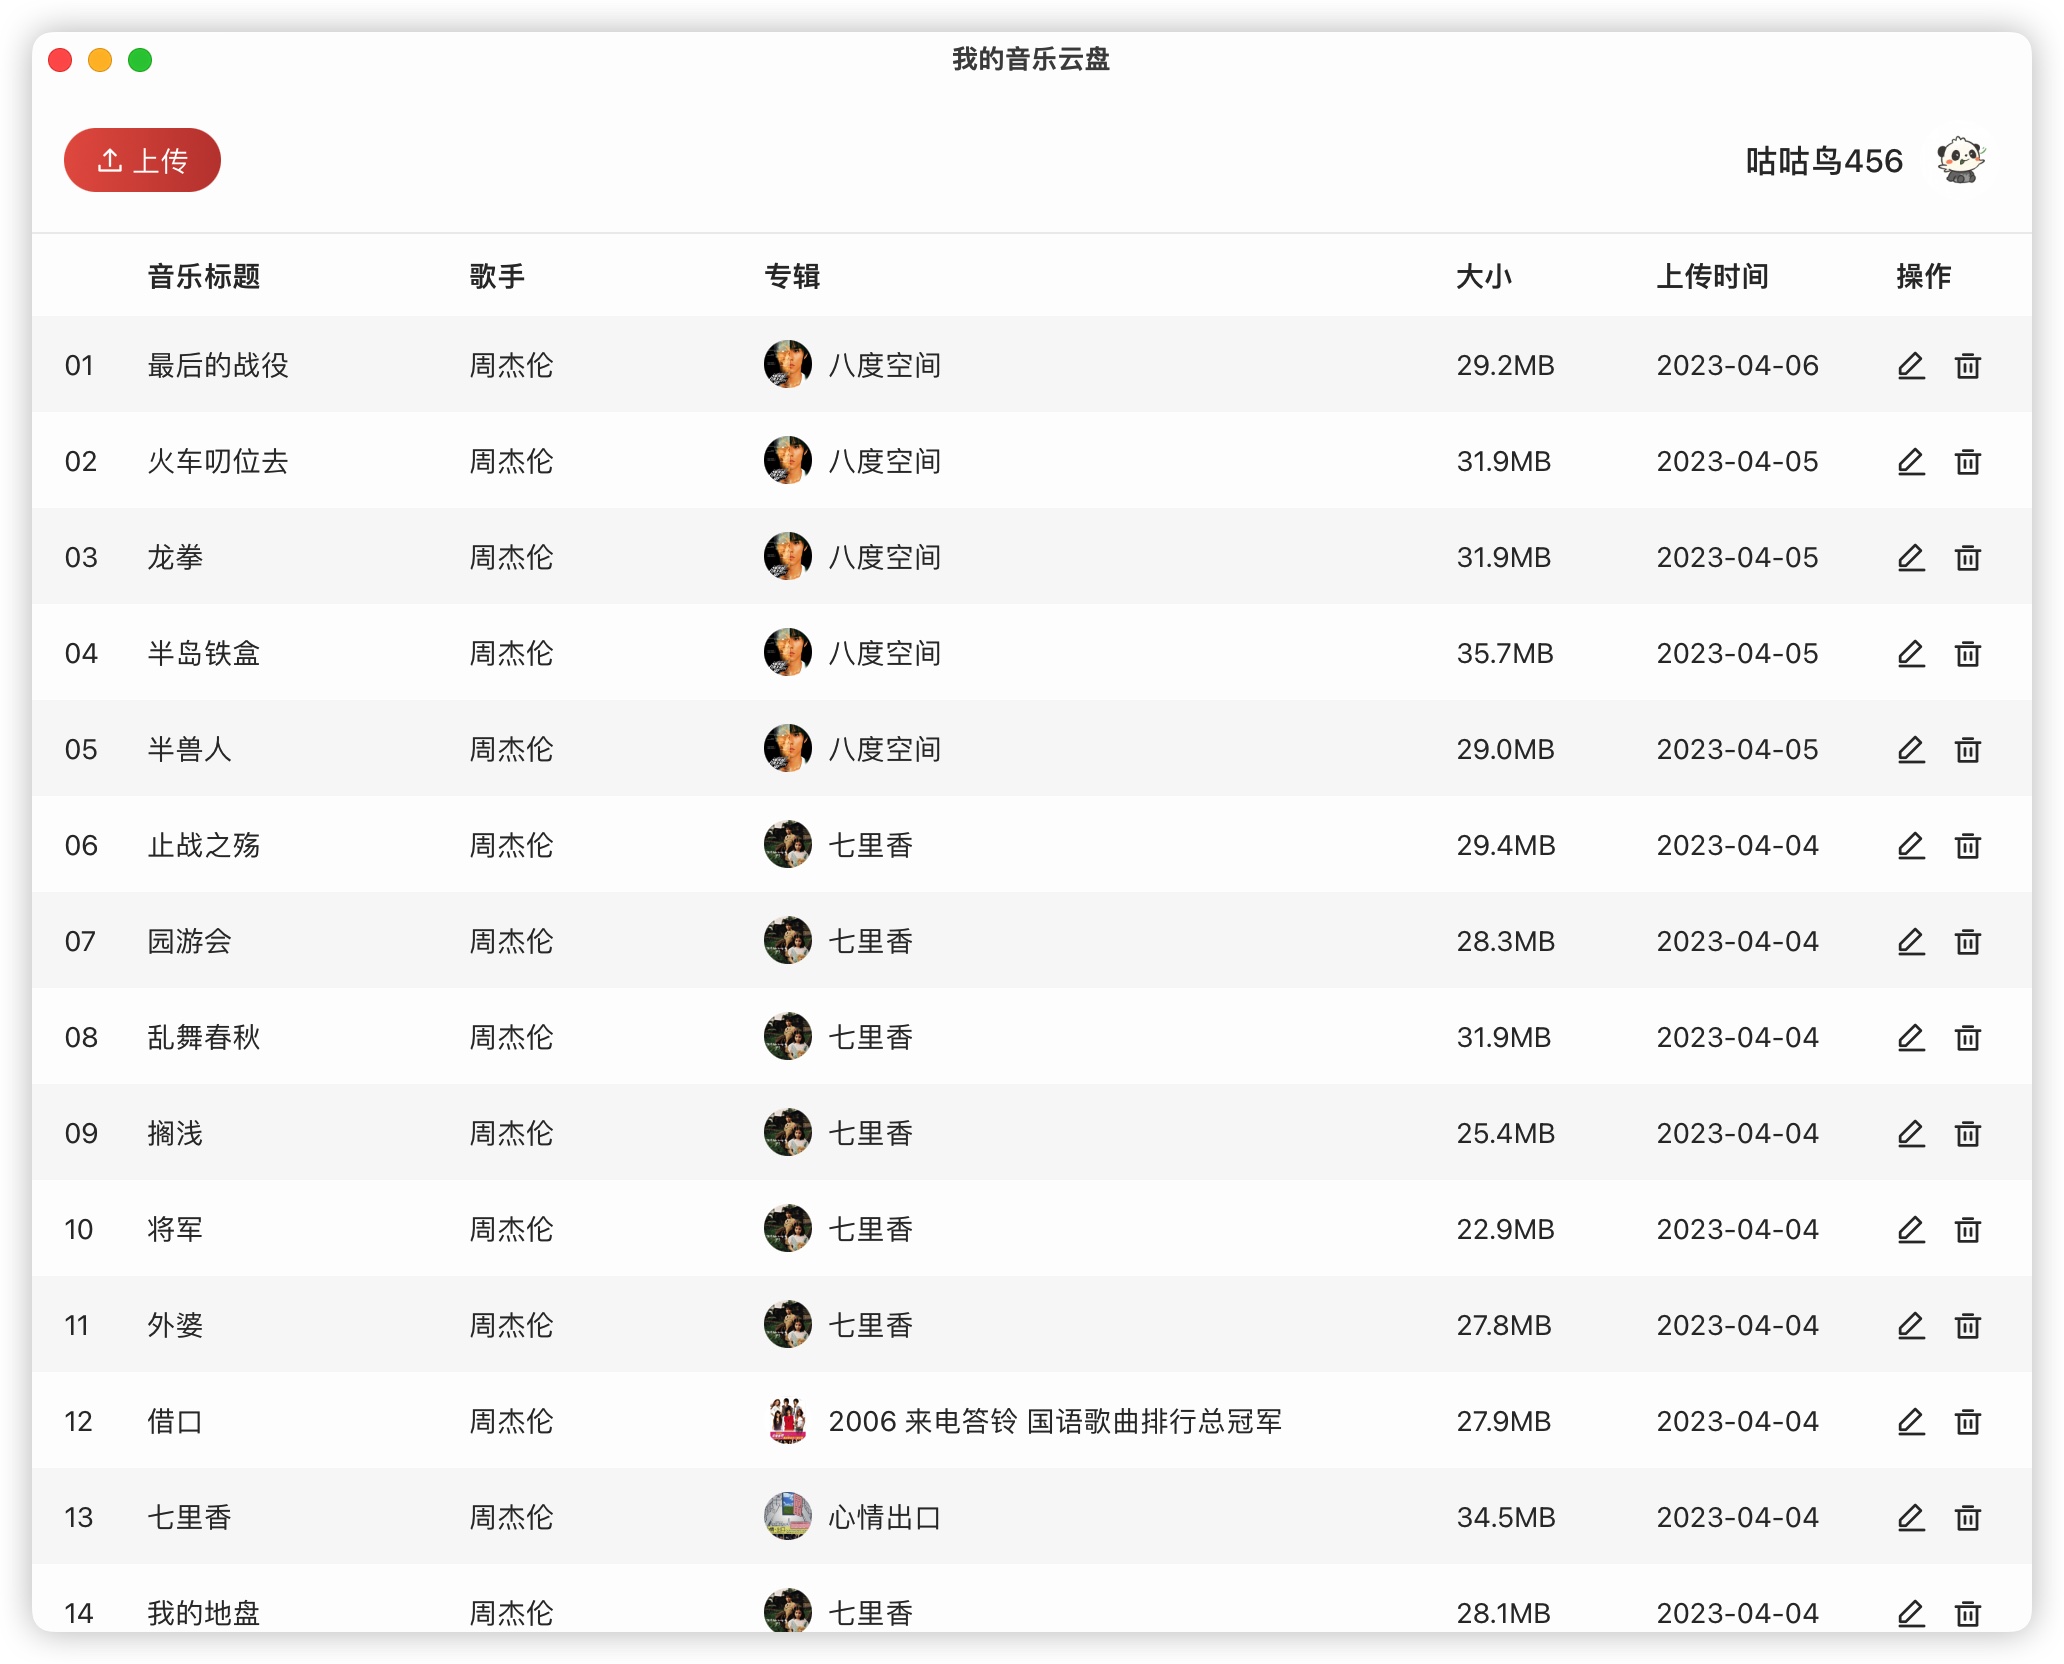 我的音乐云盘
上传
咕咕鸟456
音乐标题 歌手 专辑 大小 上传时间 操作
01 最后的战役 周杰伦 八度空间 29.2MB 2023-04-06
02 火车叨位去 周杰伦 八度空间 31.9MB 2023-04-05
03 龙拳 周杰伦 八度空间 31.9MB 2023-04-05
04 半岛铁盒 周杰伦 八度空间 35.7MB 2023-04-05
05 半兽人 周杰伦 八度空间 29.0MB 2023-04-05
06 止战之殇 周杰伦 七里香 29.4MB 2023-04-04
07 园游会 周杰伦 七里香 28.3MB 2023-04-04
08 乱舞春秋 周杰伦 七里香 31.9MB 2023-04-04
09 搁浅 周杰伦 七里香 25.4MB 2023-04-04
10 将军 周杰伦 七里香 22.9MB 2023-04-04
11 外婆 周杰伦 七里香 27.8MB 2023-04-04
12 借口 周杰伦 2006 来电答铃 国语歌曲排行总冠军 27.9MB 2023-04-04
13 七里香 周杰伦 心情出口 34.5MB 2023-04-04
14 我的地盘 周杰伦 七里香 28.1MB 2023-04-04